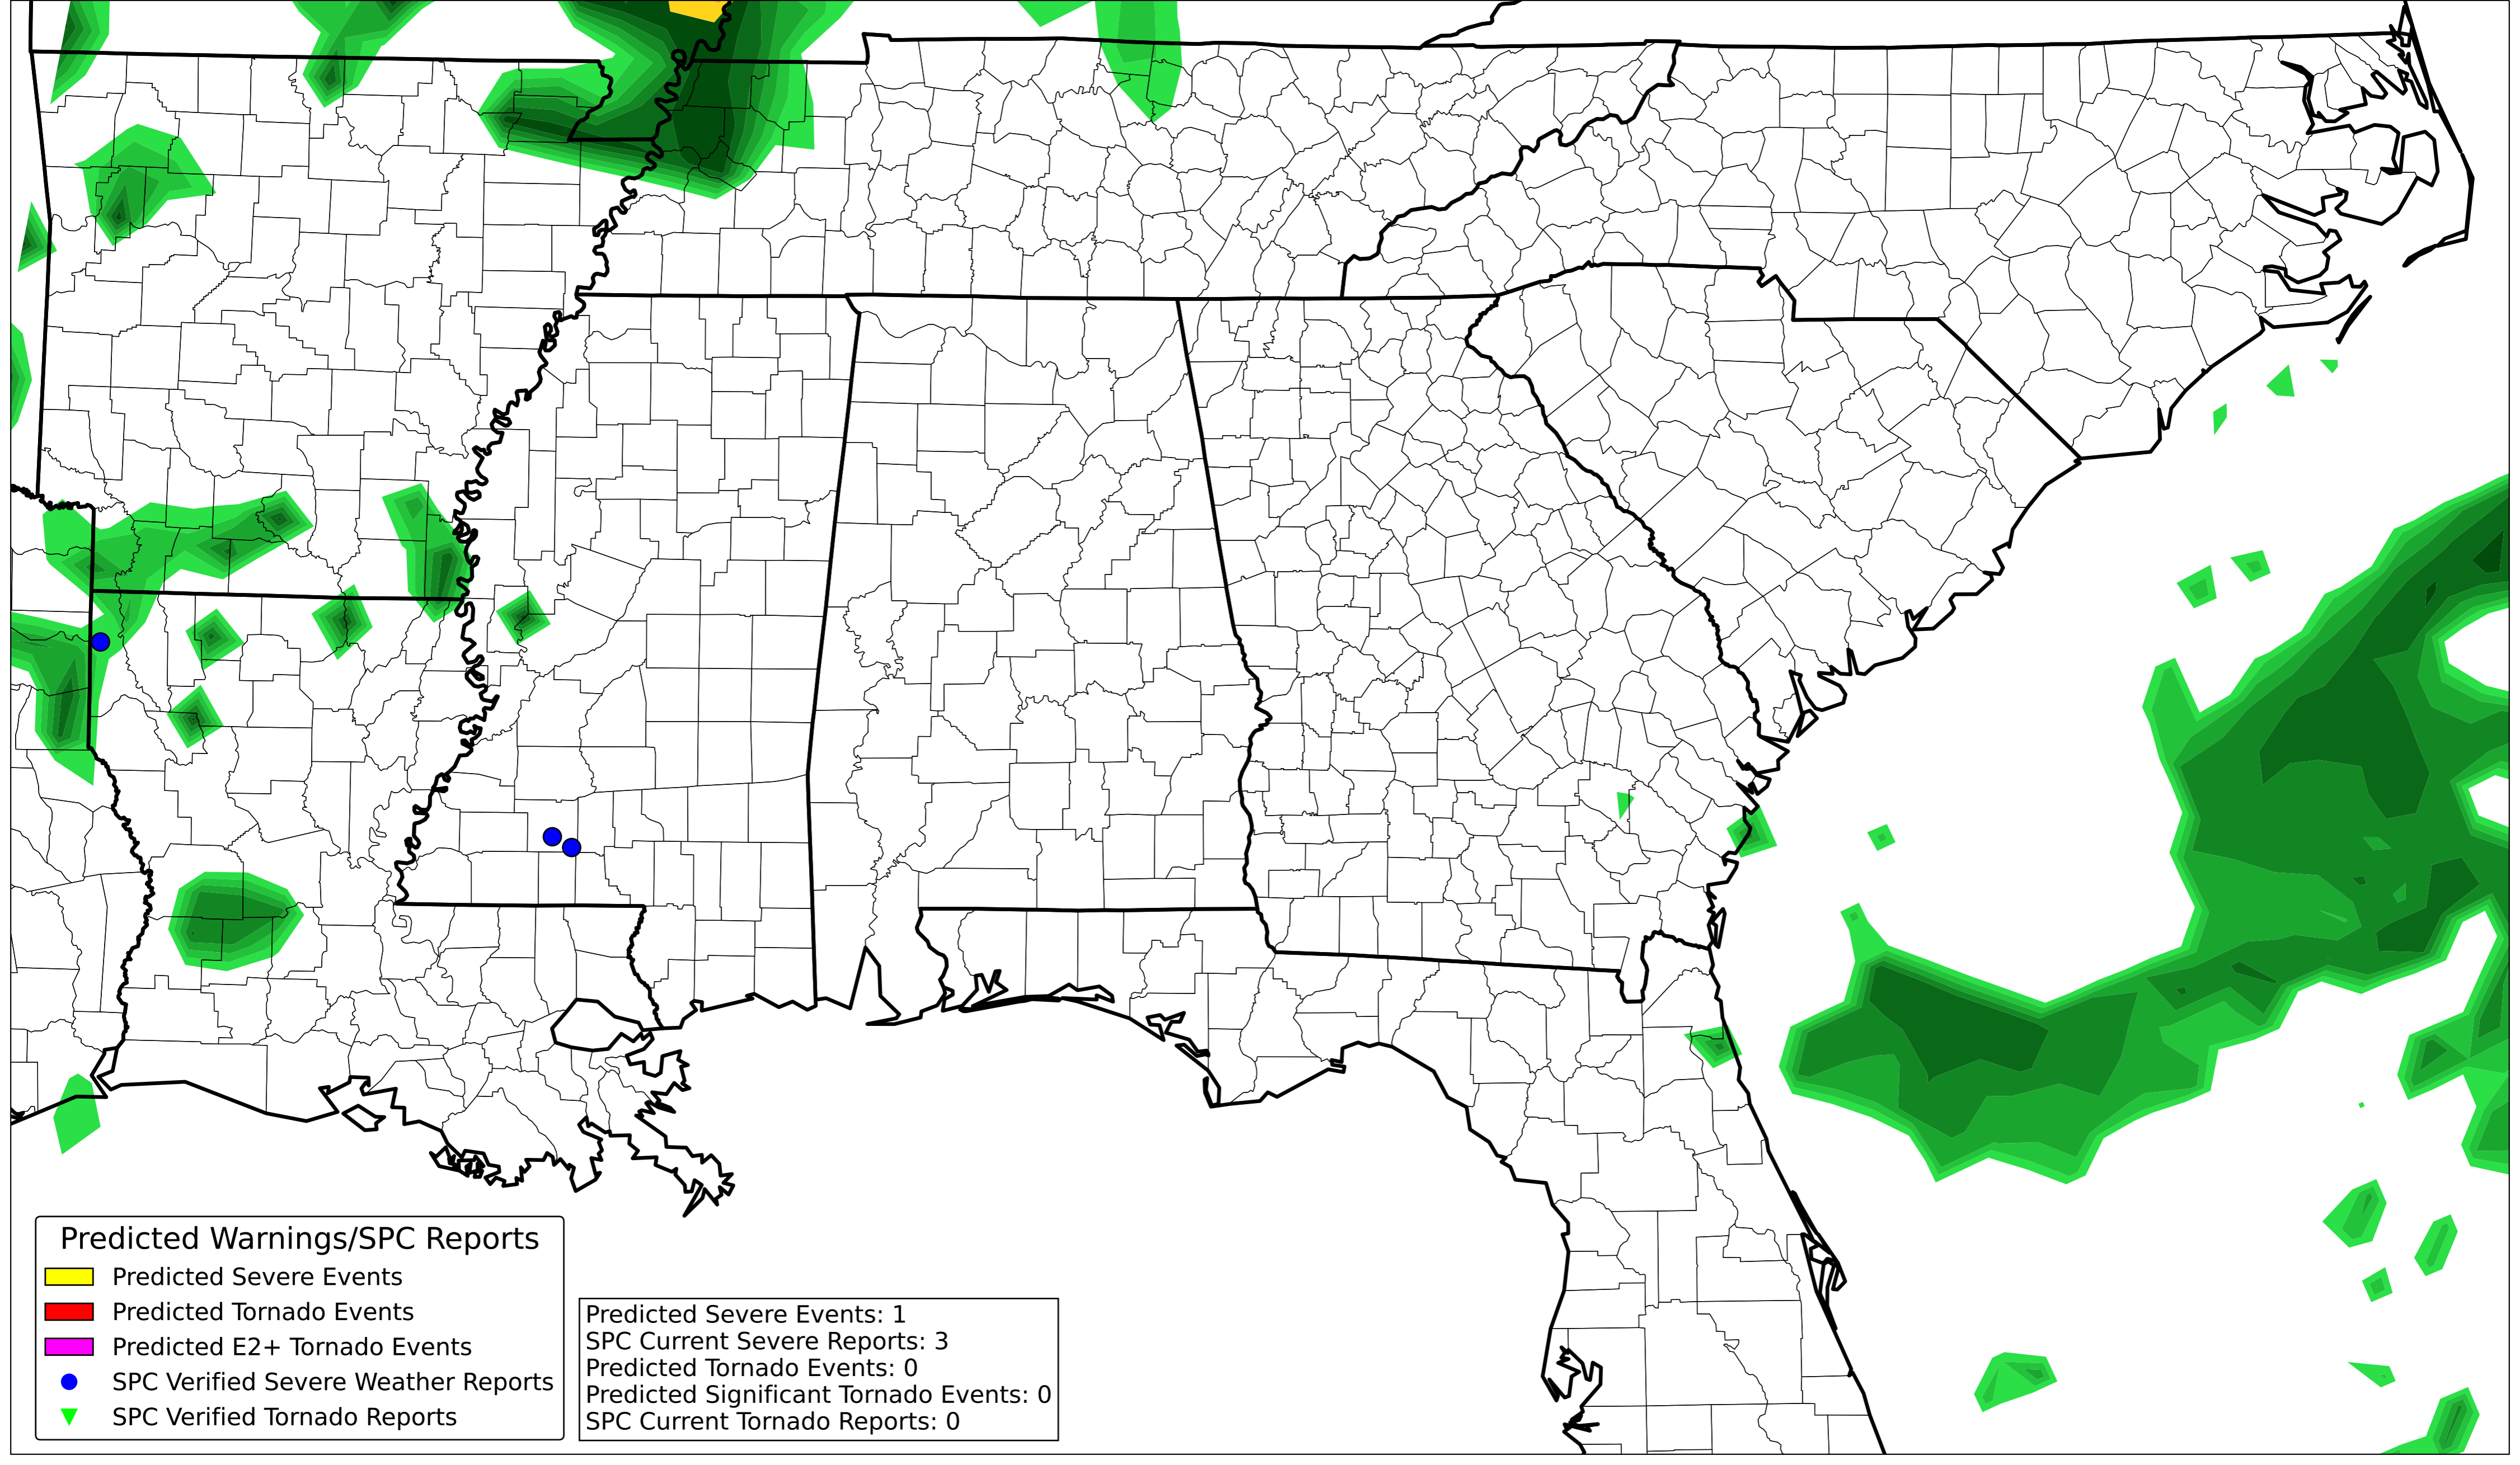 Predicted Warnings/SPC Reports
Predicted Severe Events
Predicted Tornado Events
Predicted E2+ Tornado Events
SPC Verified Severe Weather Reports
SPC Verified Tornado Reports
Predicted Severe Events: 1
SPC Current Severe Reports: 3
Predicted Tornado Events: 0
Predicted Significant Tornado Events: 0
SPC Current Tornado Reports: 0